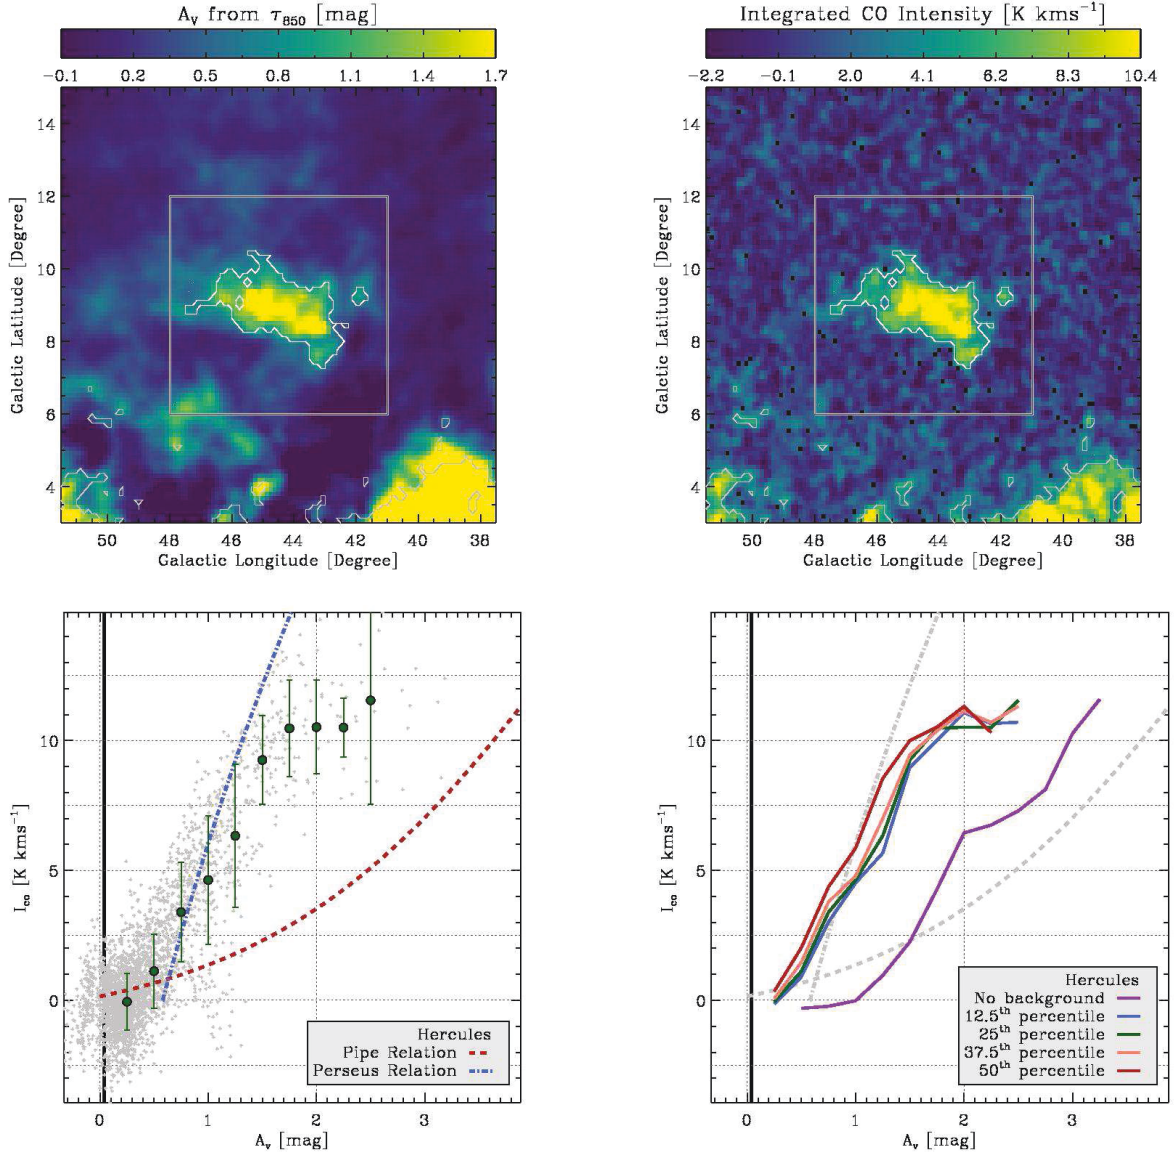 A_V from τ_850 [mag]
−0.1 0.2 0.5 0.8 1.1 1.4 1.7
14
12
10
8
6
4
Galactic Latitude [Degree]
50 48 46 44 42 40 38
Galactic Longitude [Degree]
Integrated CO Intensity [K kms⁻¹]
−2.2 −0.1 2.0 4.1 6.2 8.3 10.4
14
12
10
8
6
4
Galactic Latitude [Degree]
50 48 46 44 42 40 38
Galactic Longitude [Degree]
10
5
0
I_co [K kms⁻¹]
Hercules
Pipe Relation
Perseus Relation
0 1 2 3
A_v [mag]
10
5
0
I_co [K kms⁻¹]
Hercules
No background
12.5th percentile
25th percentile
37.5th percentile
50th percentile
0 1 2 3
A_v [mag]